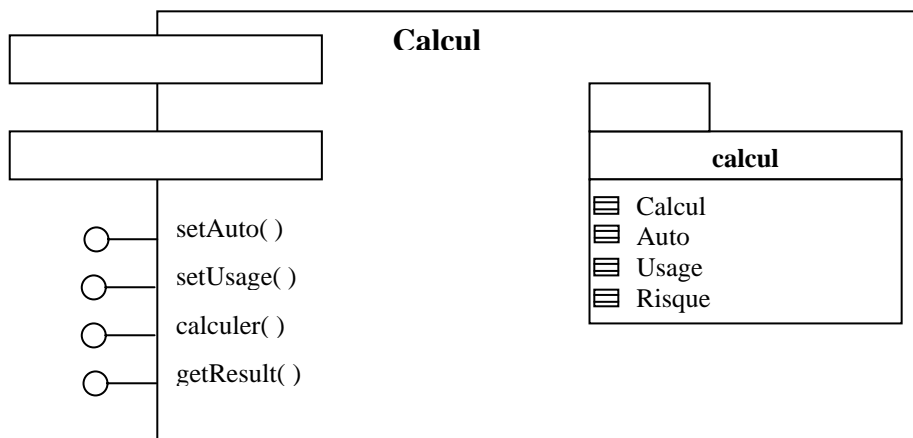 Calcul
setAuto( )
setUsage( )
calculer( )
getResult( )
calcul
Calcul
Auto
Usage
Risque